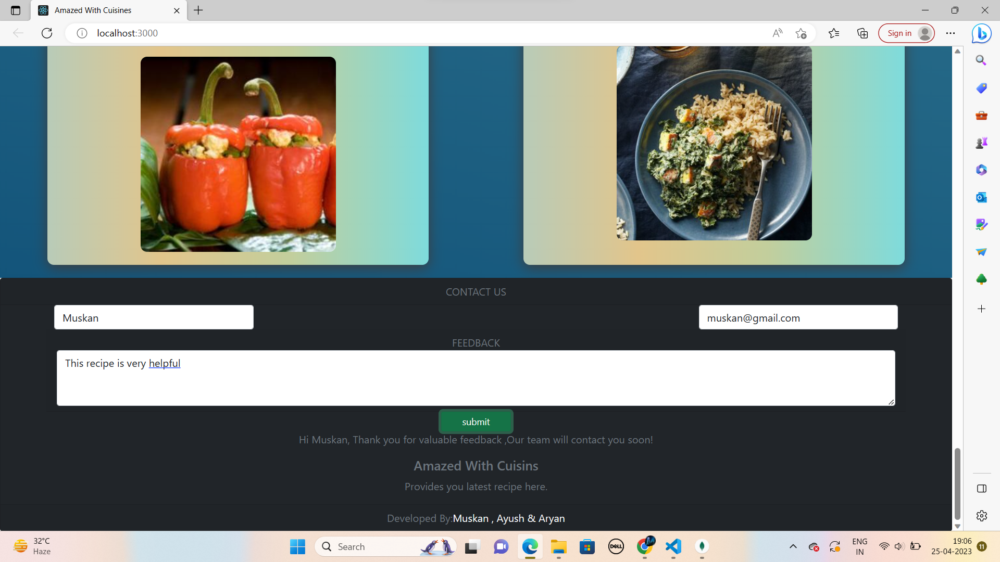 Amazed With Cuisines
localhost:3000
Sign in
CONTACT US
Muskan
muskan@gmail.com
FEEDBACK
This recipe is very helpful
submit
Hi Muskan, Thank you for valuable feedback ,Our team will contact you soon!
Amazed With Cuisins
Provides you latest recipe here.
Developed By:Muskan , Ayush & Aryan
32°C
Haze
Search
DELL
ENG
IN
19:06
25-04-2023
11